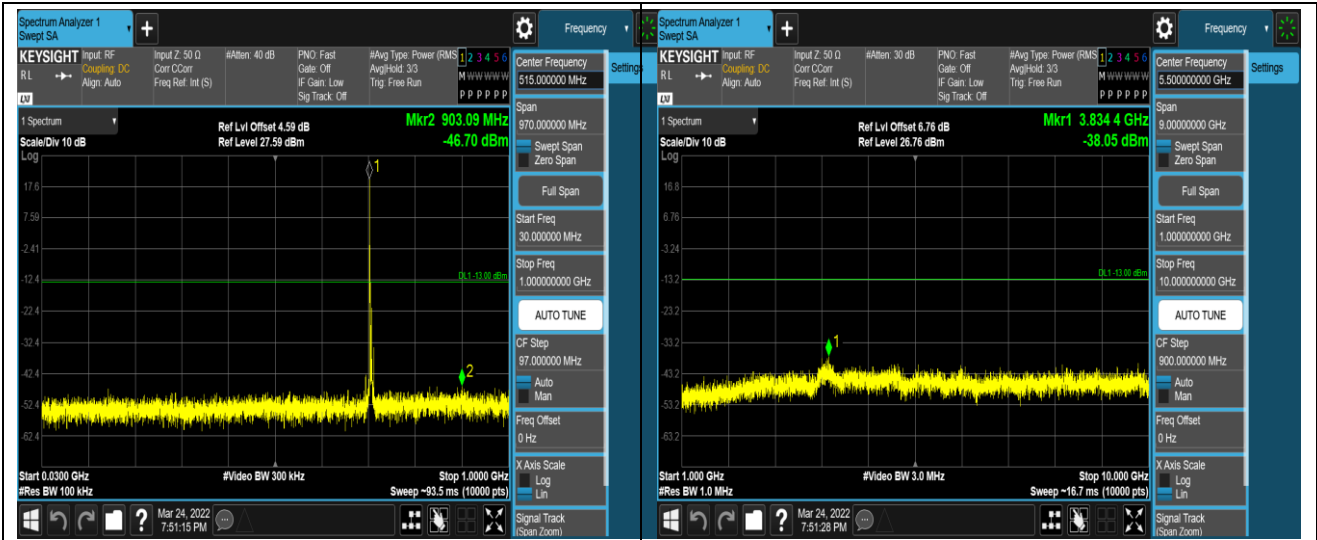 Spectrum Analyzer 1
Swept SA
Frequency
KEYSIGHT
Input: RF
Coupling: DC
Align: Auto
Input Z: 50 Ω
Corr CCorr
Freq Ref: Int (S)
#Atten: 40 dB
PNO: Fast
Gate: Off
IF Gain: Low
Sig Track: Off
#Avg Type: Power (RMS
Avg|Hold: 3/3
Trig: Free Run
1 2 3 4 5 6
M W W W W W
P P P P P P
R L
LXI
Center Frequency
515.000000 MHz
Settings
Span
970.000000 MHz
Swept Span
Zero Span
Full Span
Start Freq
30.000000 MHz
Stop Freq
1.000000000 GHz
AUTO TUNE
CF Step
97.000000 MHz
Auto
Man
Freq Offset
0 Hz
X Axis Scale
Log
Lin
Signal Track
(Span Zoom)
1 Spectrum
Scale/Div 10 dB
Log
Ref Lvl Offset 4.59 dB
Ref Level 27.59 dBm
Mkr2 903.09 MHz
-46.70 dBm
1
17.6
7.59
-2.41
DL1 -13.00 dBm
-12.4
-22.4
-32.4
-42.4
2
-52.4
-62.4
Start 0.0300 GHz
#Res BW 100 kHz
#Video BW 300 kHz
Stop 1.0000 GHz
Sweep ~93.5 ms (10000 pts)
?
Mar 24, 2022
7:51:15 PM
Spectrum Analyzer 1
Swept SA
Frequency
KEYSIGHT
Input: RF
Coupling: DC
Align: Auto
Input Z: 50 Ω
Corr CCorr
Freq Ref: Int (S)
#Atten: 30 dB
PNO: Fast
Gate: Off
IF Gain: Low
Sig Track: Off
#Avg Type: Power (RMS
Avg|Hold: 3/3
Trig: Free Run
1 2 3 4 5 6
M W W W W W
P P P P P P
R L
LXI
Center Frequency
5.500000000 GHz
Settings
Span
9.00000000 GHz
Swept Span
Zero Span
Full Span
Start Freq
1.000000000 GHz
Stop Freq
10.000000000 GHz
AUTO TUNE
CF Step
900.000000 MHz
Auto
Man
Freq Offset
0 Hz
X Axis Scale
Log
Lin
Signal Track
(Span Zoom)
1 Spectrum
Scale/Div 10 dB
Log
Ref Lvl Offset 6.76 dB
Ref Level 26.76 dBm
Mkr1 3.834 4 GHz
-38.05 dBm
16.8
6.76
-3.24
DL1 -13.00 dBm
-13.2
-23.2
-33.2
1
-43.2
-53.2
-63.2
Start 1.000 GHz
#Res BW 1.0 MHz
#Video BW 3.0 MHz
Stop 10.000 GHz
Sweep ~16.7 ms (10000 pts)
?
Mar 24, 2022
7:51:28 PM